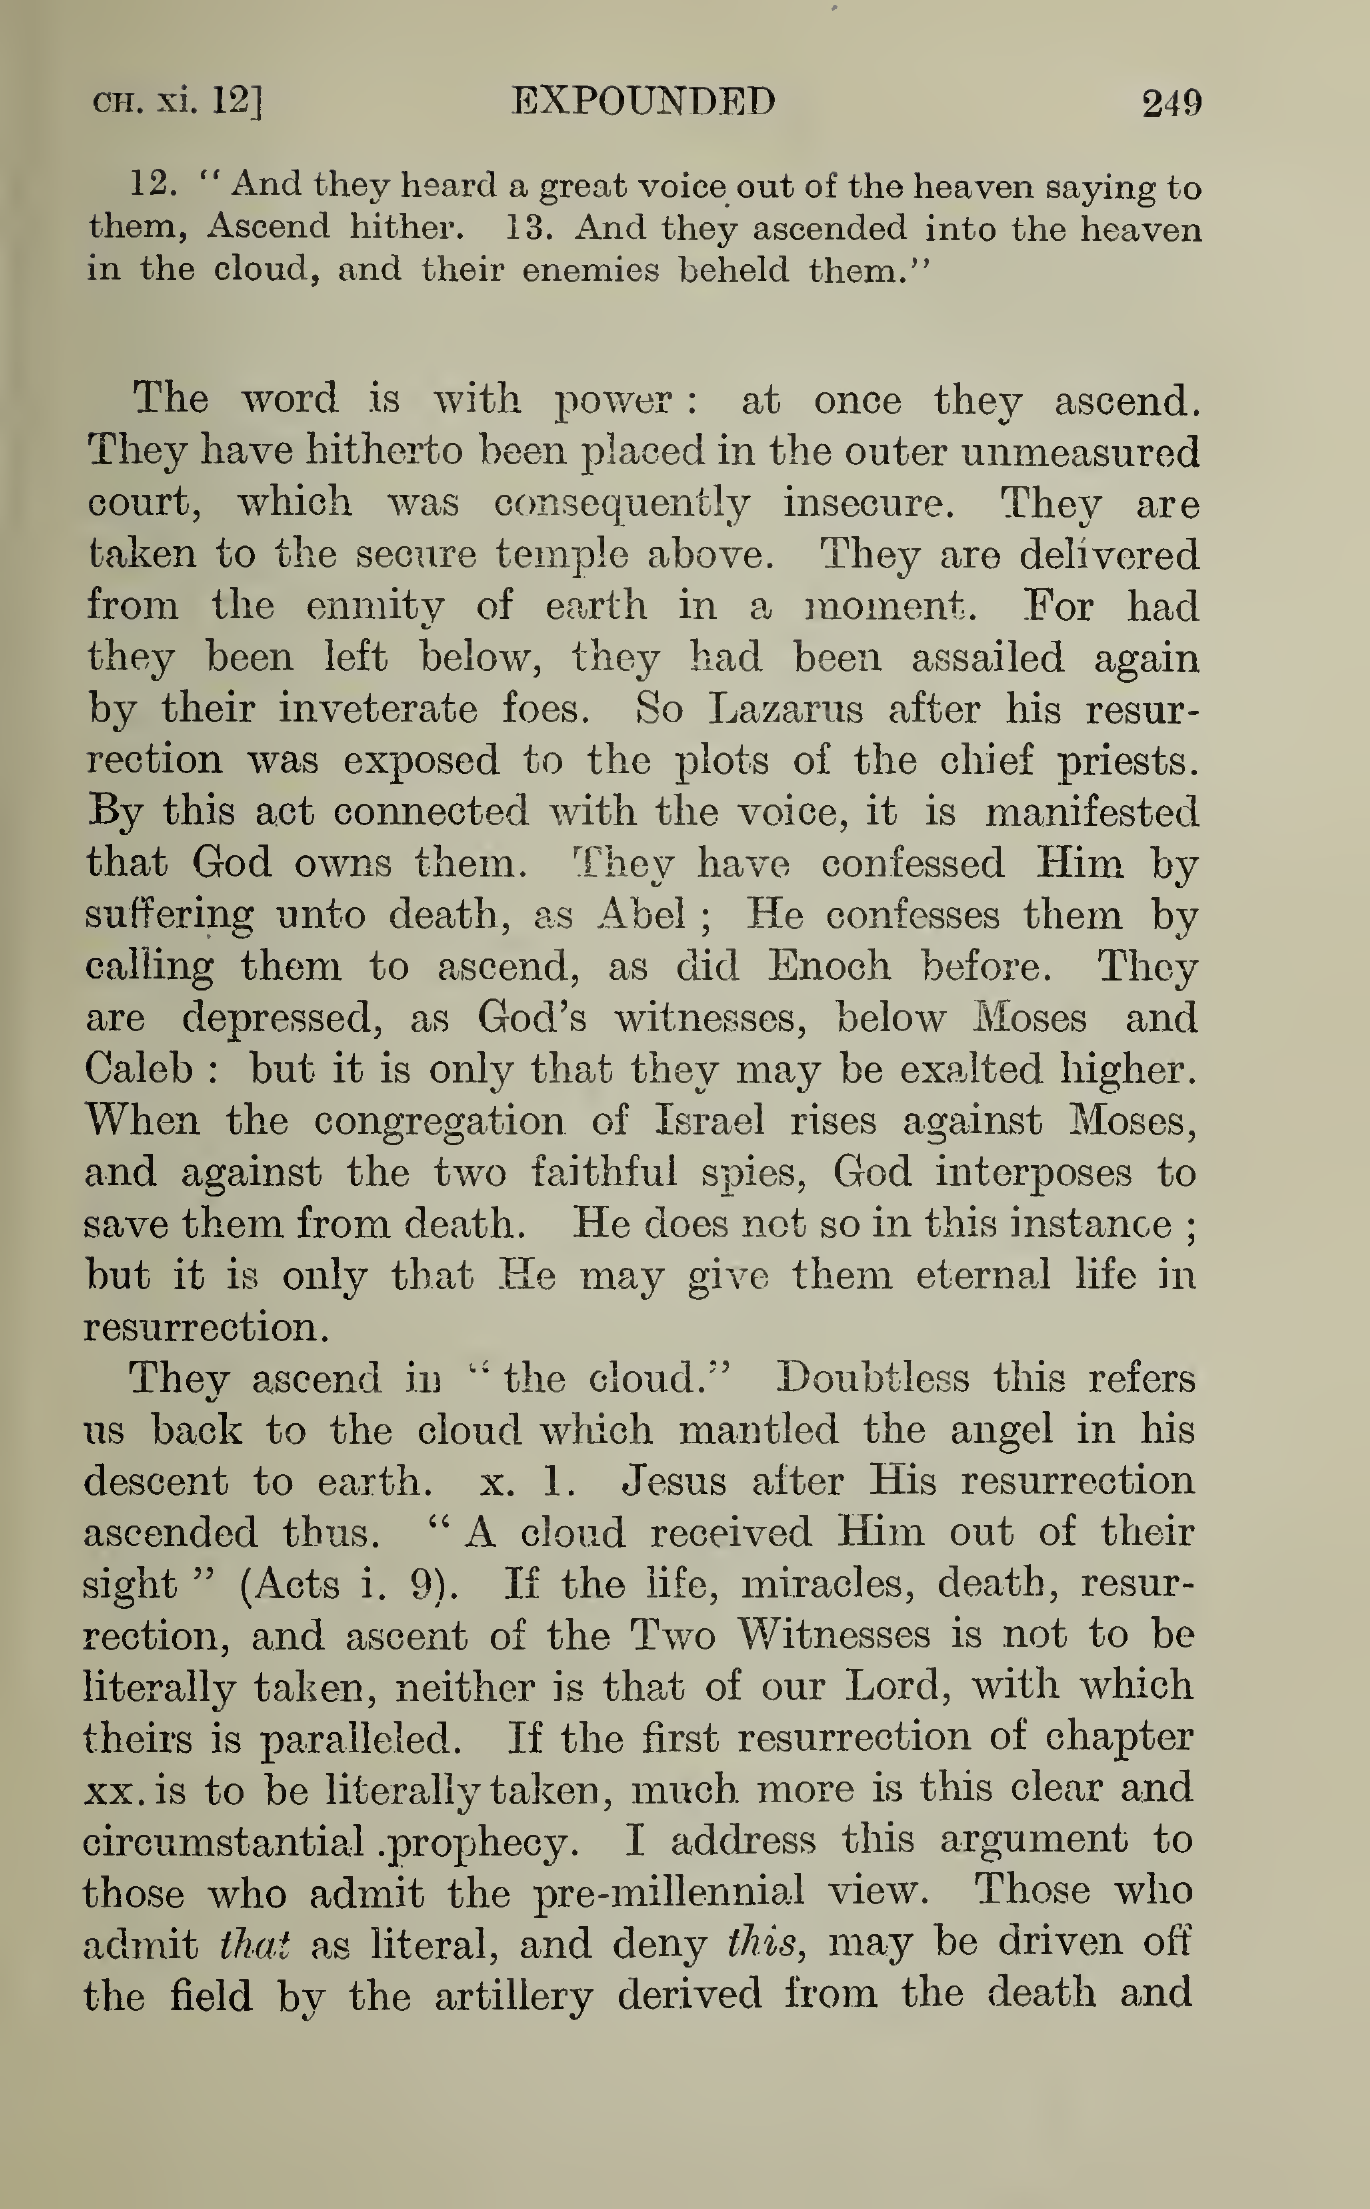 CH. xi. 12] EXPOUNDED 249
12. “ And they heard a great voice out of the heaven saying to
them, Ascend hither. 13. And they ascended into the heaven
in the cloud, and their enemies beheld them.”
The word is with power : at once they ascend.
They have hitherto been placed in the outer unmeasured
court, which was consequently insecure. They are
taken to the secure temple above. They are delivered
from the enmity of earth in a moment. For had
they been left below, they had been assailed again
by their inveterate foes. So Lazarus after his resur-
rection was exposed to the plots of the chief priests.
By this act connected with the voice, it is manifested
that God owns them. They have confessed Him by
suffering unto death, as Abel ; He confesses them by
calling them to ascend, as did Enoch before. They
are depressed, as God’s witnesses, below Moses and
Caleb : but it is only that they may be exalted higher.
When the congregation of Israel rises against Moses,
and against the two faithful spies, God interposes to
save them from death. He does not so in this instance ;
but it is only that He may give them eternal life in
resurrection.
They ascend in “ the cloud.” Doubtless this refers
us back to the cloud which mantled the angel in his
descent to earth. x. 1. Jesus after His resurrection
ascended thus. “ A cloud received Him out of their
sight ” (Acts i. 9). If the life, miracles, death, resur-
rection, and ascent of the Two Witnesses is not to be
literally taken, neither is that of our Lord, with which
theirs is paralleled. If the first resurrection of chapter
xx. is to be literally taken, much more is this clear and
circumstantial prophecy. I address this argument to
those who admit the pre-millennial view. Those who
admit that as literal, and deny this, may be driven off
the field by the artillery derived from the death and